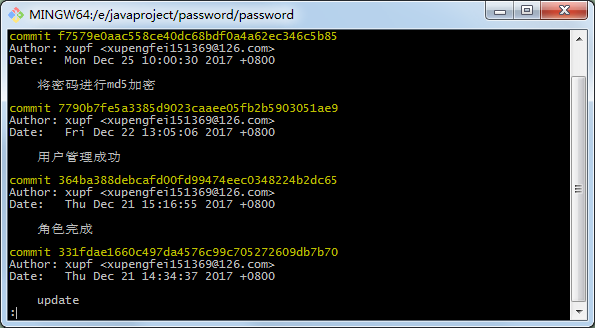 MINGW64:/e/javaproject/password/password
commit f7579e0aac558ce40dc68bdf0a4a62ec346c5b85
Author: xupf <xupengfei151369@126.com>
Date:   Mon Dec 25 10:00:30 2017 +0800
将密码进行md5加密
commit 7790b7fe5a3385d9023caaee05fb2b5903051ae9
Author: xupf <xupengfei151369@126.com>
Date:   Fri Dec 22 13:05:06 2017 +0800
用户管理成功
commit 364ba388debcafd00fd99474eec0348224b2dc65
Author: xupf <xupengfei151369@126.com>
Date:   Thu Dec 21 15:16:55 2017 +0800
角色完成
commit 331fdae1660c497da4576c99c705272609db7b70
Author: xupf <xupengfei151369@126.com>
Date:   Thu Dec 21 14:34:37 2017 +0800
update
: